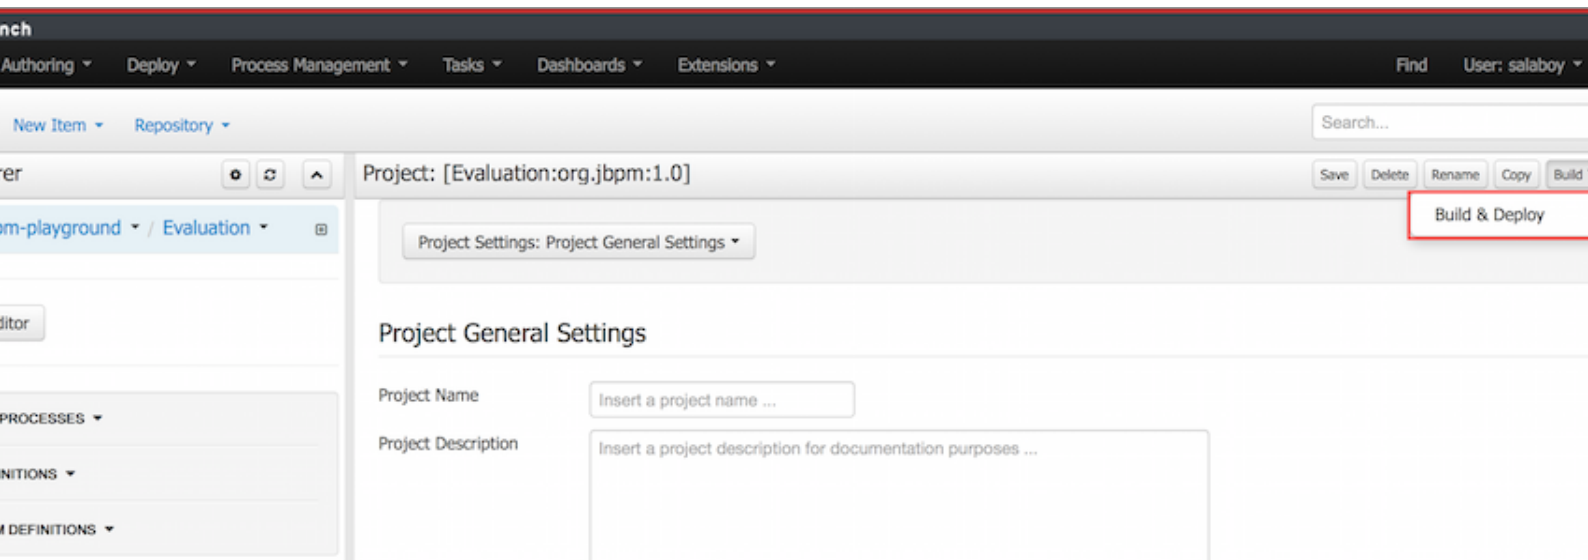 nch
Authoring Deploy Process Management Tasks Dashboards Extensions Find User: salaboy
New Item Repository Search...
rer Project: [Evaluation:org.jbpm:1.0] Save Delete Rename Copy Build
Build & Deploy
om-playground / Evaluation
Project Settings: Project General Settings
ditor
Project General Settings
Project Name Insert a project name ...
PROCESSES
Project Description Insert a project description for documentation purposes ...
NITIONS
M DEFINITIONS